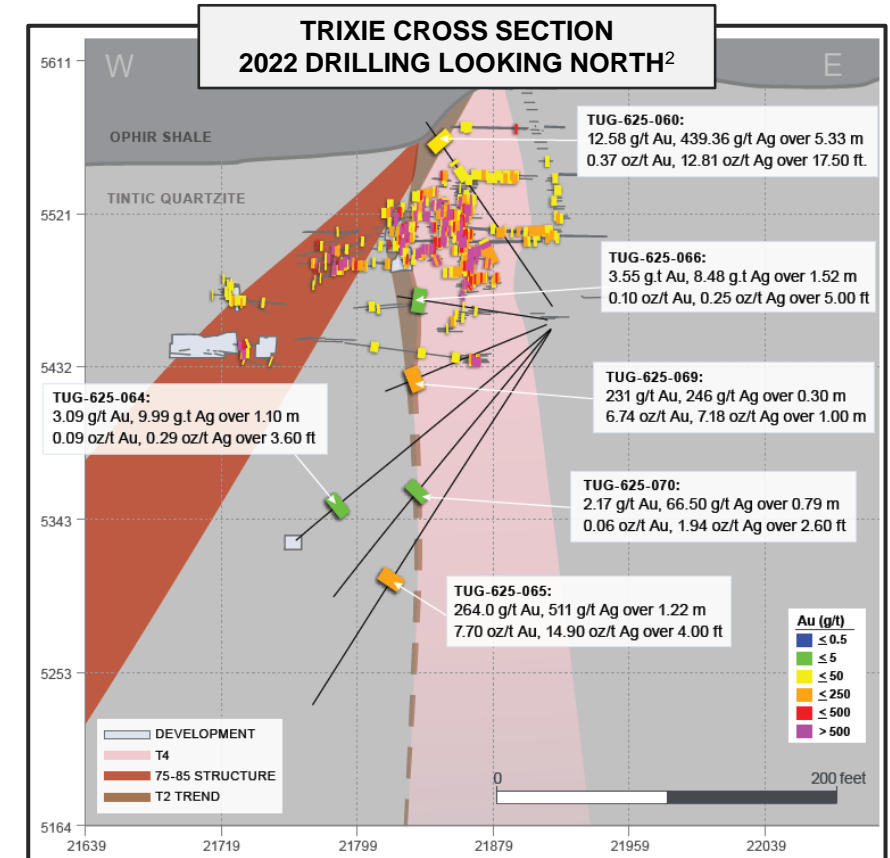 TRIXIE CROSS SECTION
2022 DRILLING LOOKING NORTH2
W
E
5611
OPHIR SHALE
TUG-625-060:
12.58 g/t Au, 439.36 g/t Ag over 5.33 m
0.37 oz/t Au, 12.81 oz/t Ag over 17.50 ft.
TINTIC QUARTZITE
5521
TUG-625-066:
3.55 g.t Au, 8.48 g.t Ag over 1.52 m
0.10 oz/t Au, 0.25 oz/t Ag over 5.00 ft
5432
TUG-625-069:
231 g/t Au, 246 g/t Ag over 0.30 m
6.74 oz/t Au, 7.18 oz/t Ag over 1.00 m
TUG-625-064:
3.09 g/t Au, 9.99 g.t Ag over 1.10 m
0.09 oz/t Au, 0.29 oz/t Ag over 3.60 ft
TUG-625-070:
2.17 g/t Au, 66.50 g/t Ag over 0.79 m
0.06 oz/t Au, 1.94 oz/t Ag over 2.60 ft
5343
TUG-625-065:
264.0 g/t Au, 511 g/t Ag over 1.22 m
7.70 oz/t Au, 14.90 oz/t Ag over 4.00 ft
Au (g/t)
≤ 0.5
≤ 5
≤ 50
≤ 250
≤ 500
> 500
5253
DEVELOPMENT
T4
75-85 STRUCTURE
T2 TREND
0 200 feet
5164
21639 21719 21799 21879 21959 22039